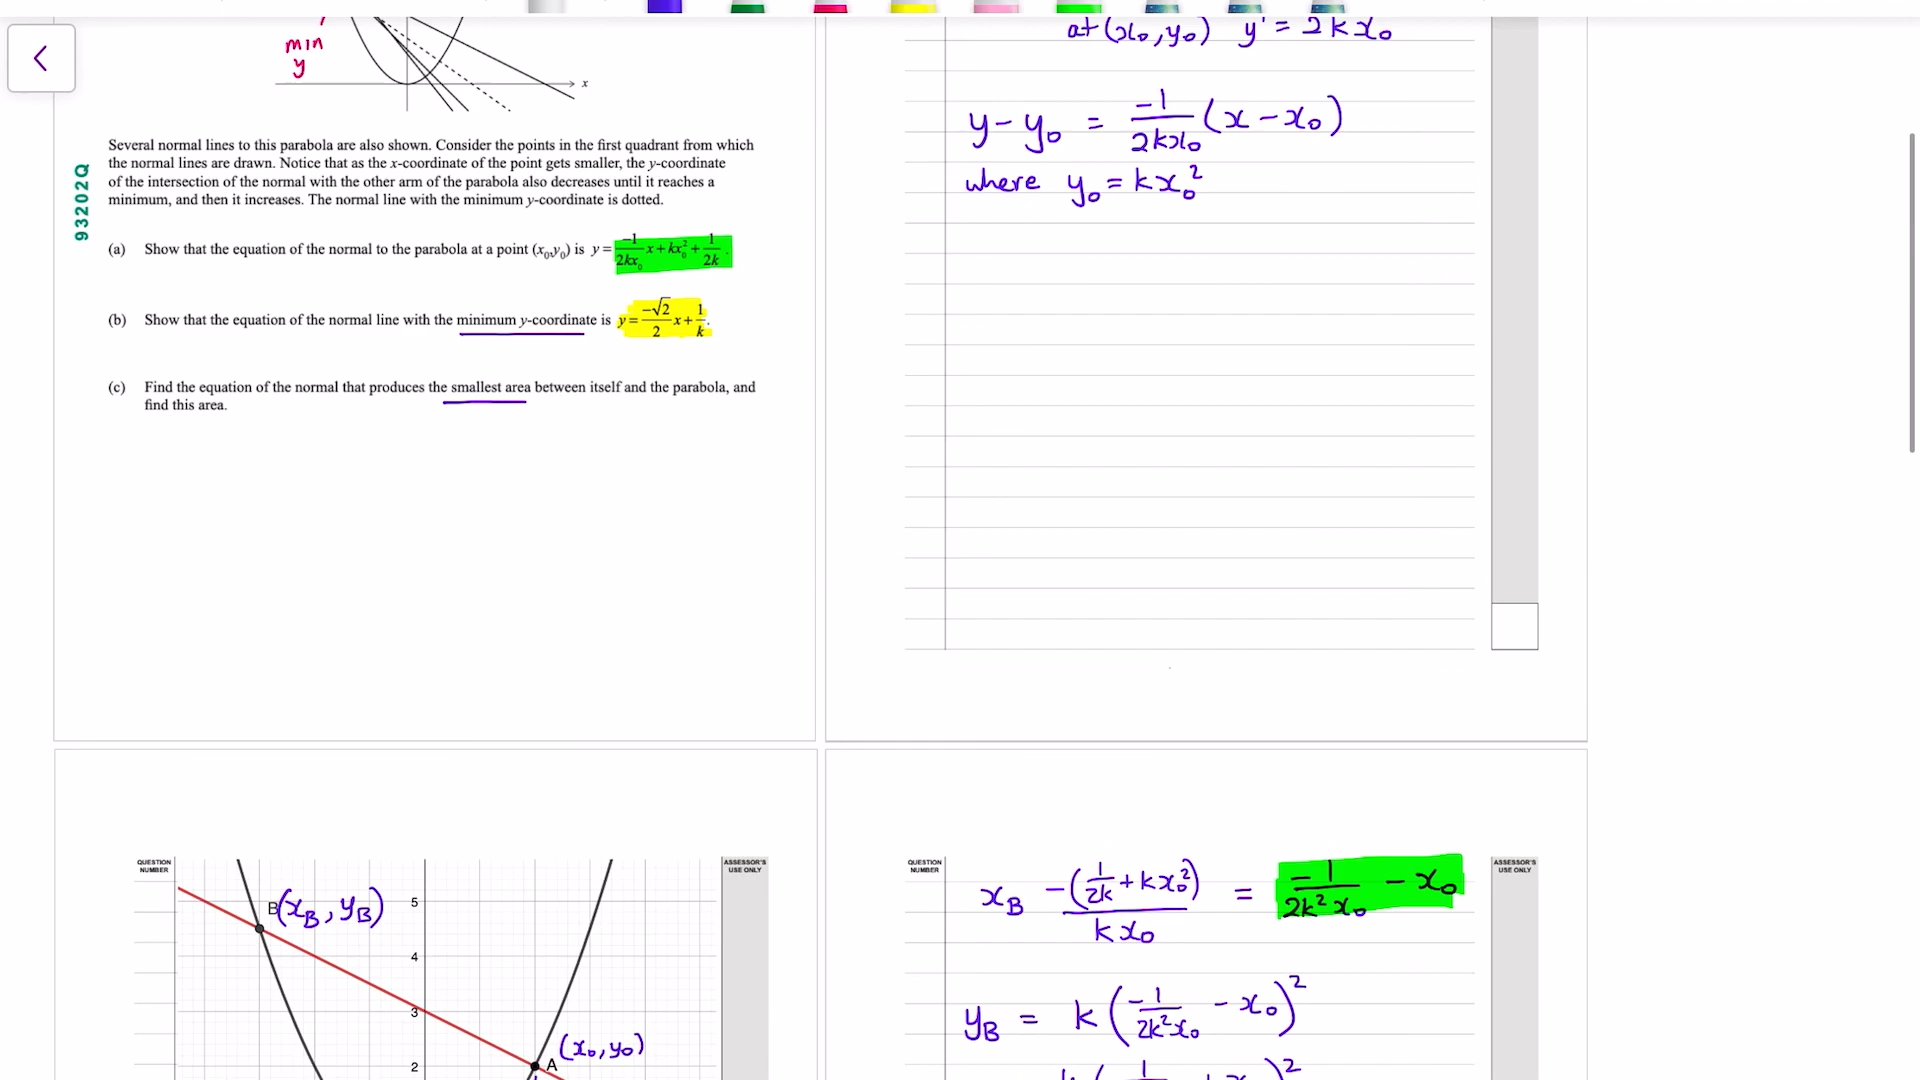 min
y
x
Several normal lines to this parabola are also shown. Consider the points in the first quadrant from which
the normal lines are drawn. Notice that as the x-coordinate of the point gets smaller, the y-coordinate
of the intersection of the normal with the other arm of the parabola also decreases until it reaches a
minimum, and then it increases. The normal line with the minimum y-coordinate is dotted.
93202Q
(a) Show that the equation of the normal to the parabola at a point (x₀,y₀) is y = -1/(2kx₀) x + kx₀² + 1/(2k).
(b) Show that the equation of the normal line with the minimum y-coordinate is y = -√2/2 x + 1/k.
(c) Find the equation of the normal that produces the smallest area between itself and the parabola, and
find this area.
at (x₀, y₀) y' = 2kx₀
y - y₀ = -1/(2kx₀) (x - x₀)
where y₀ = kx₀²
QUESTION
NUMBER
ASSESSOR'S
USE ONLY
B(x_B, y_B)
5
4
3
(x₀, y₀)
2
A
QUESTION
NUMBER
ASSESSOR'S
USE ONLY
x_B -(1/(2k) + kx₀²)/(kx₀) = -1/(2k²x₀) - x₀
y_B = k(-1/(2k²x₀) - x₀)²